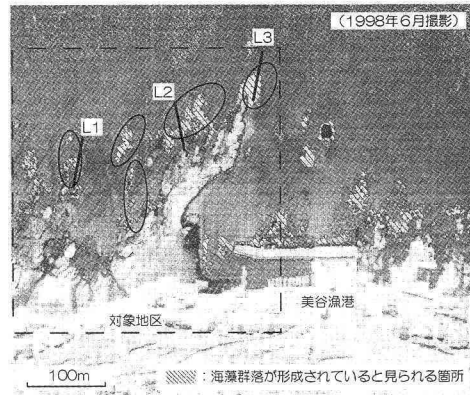 (1998年6月撮影)
L3
L2
L1
対象地区
美谷漁港
100m
:海藻群落が形成されていると見られる箇所